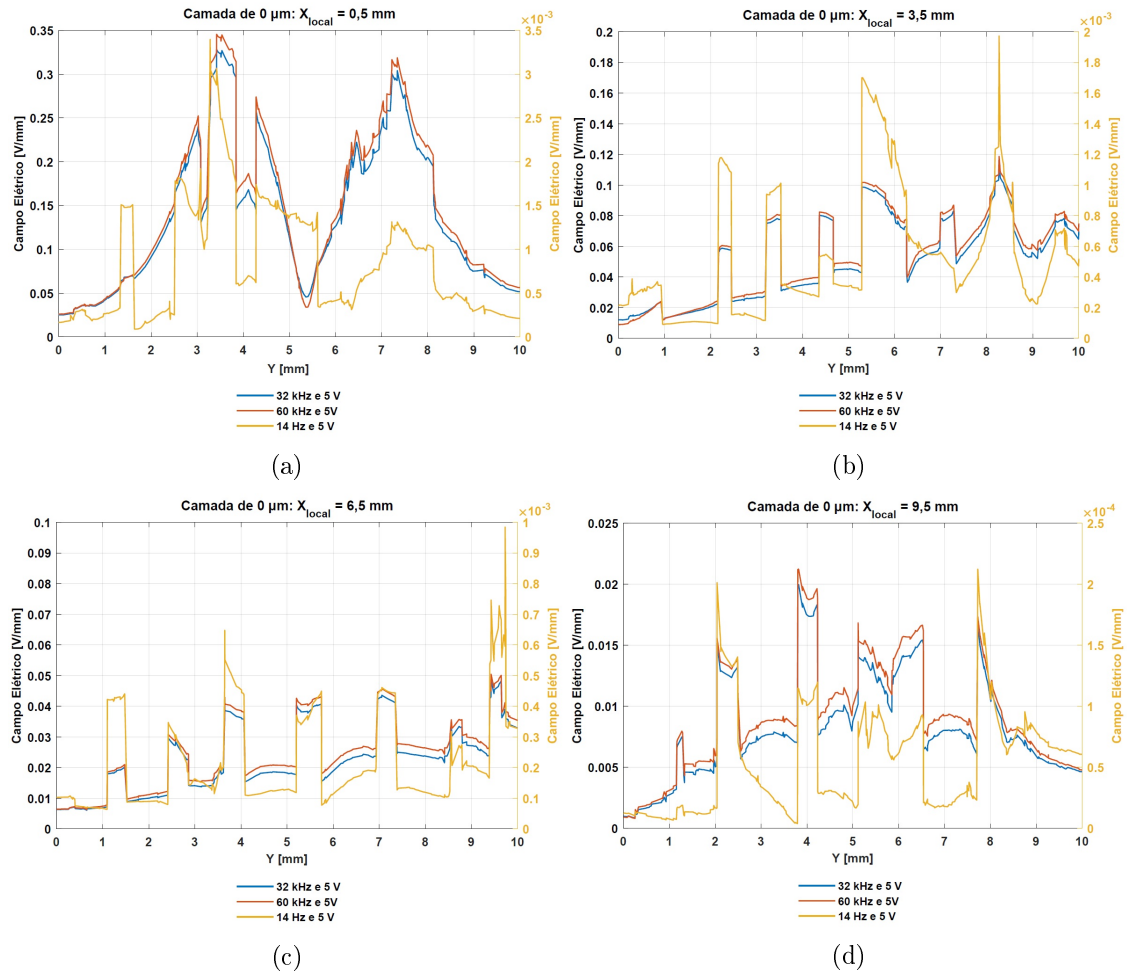 Camada de 0 µm: Xlocal = 0,5 mm
×10-3
0.35
0.3
0.25
0.2
0.15
0.1
0.05
0
Campo Elétrico [V/mm]
3.5
3
2.5
2
1.5
1
0.5
0
Campo Elétrico [V/mm]
0 1 2 3 4 5 6 7 8 9 10
Y [mm]
32 kHz e 5 V
60 kHz e 5V
14 Hz e 5 V
(a)
Camada de 0 µm: Xlocal = 3,5 mm
×10-3
0.2
0.18
0.16
0.14
0.12
0.1
0.08
0.06
0.04
0.02
0
Campo Elétrico [V/mm]
2
1.8
1.6
1.4
1.2
1
0.8
0.6
0.4
0.2
0
Campo Elétrico [V/mm]
0 1 2 3 4 5 6 7 8 9 10
Y [mm]
32 kHz e 5 V
60 kHz e 5V
14 Hz e 5 V
(b)
Camada de 0 µm: Xlocal = 6,5 mm
×10-3
0.1
0.09
0.08
0.07
0.06
0.05
0.04
0.03
0.02
0.01
0
Campo Elétrico [V/mm]
1
0.9
0.8
0.7
0.6
0.5
0.4
0.3
0.2
0.1
0
Campo Elétrico [V/mm]
0 1 2 3 4 5 6 7 8 9 10
Y [mm]
32 kHz e 5 V
60 kHz e 5V
14 Hz e 5 V
(c)
Camada de 0 µm: Xlocal = 9,5 mm
×10-4
0.025
0.02
0.015
0.01
0.005
0
Campo Elétrico [V/mm]
2.5
2
1.5
1
0.5
0
Campo Elétrico [V/mm]
0 1 2 3 4 5 6 7 8 9 10
Y [mm]
32 kHz e 5 V
60 kHz e 5V
14 Hz e 5 V
(d)